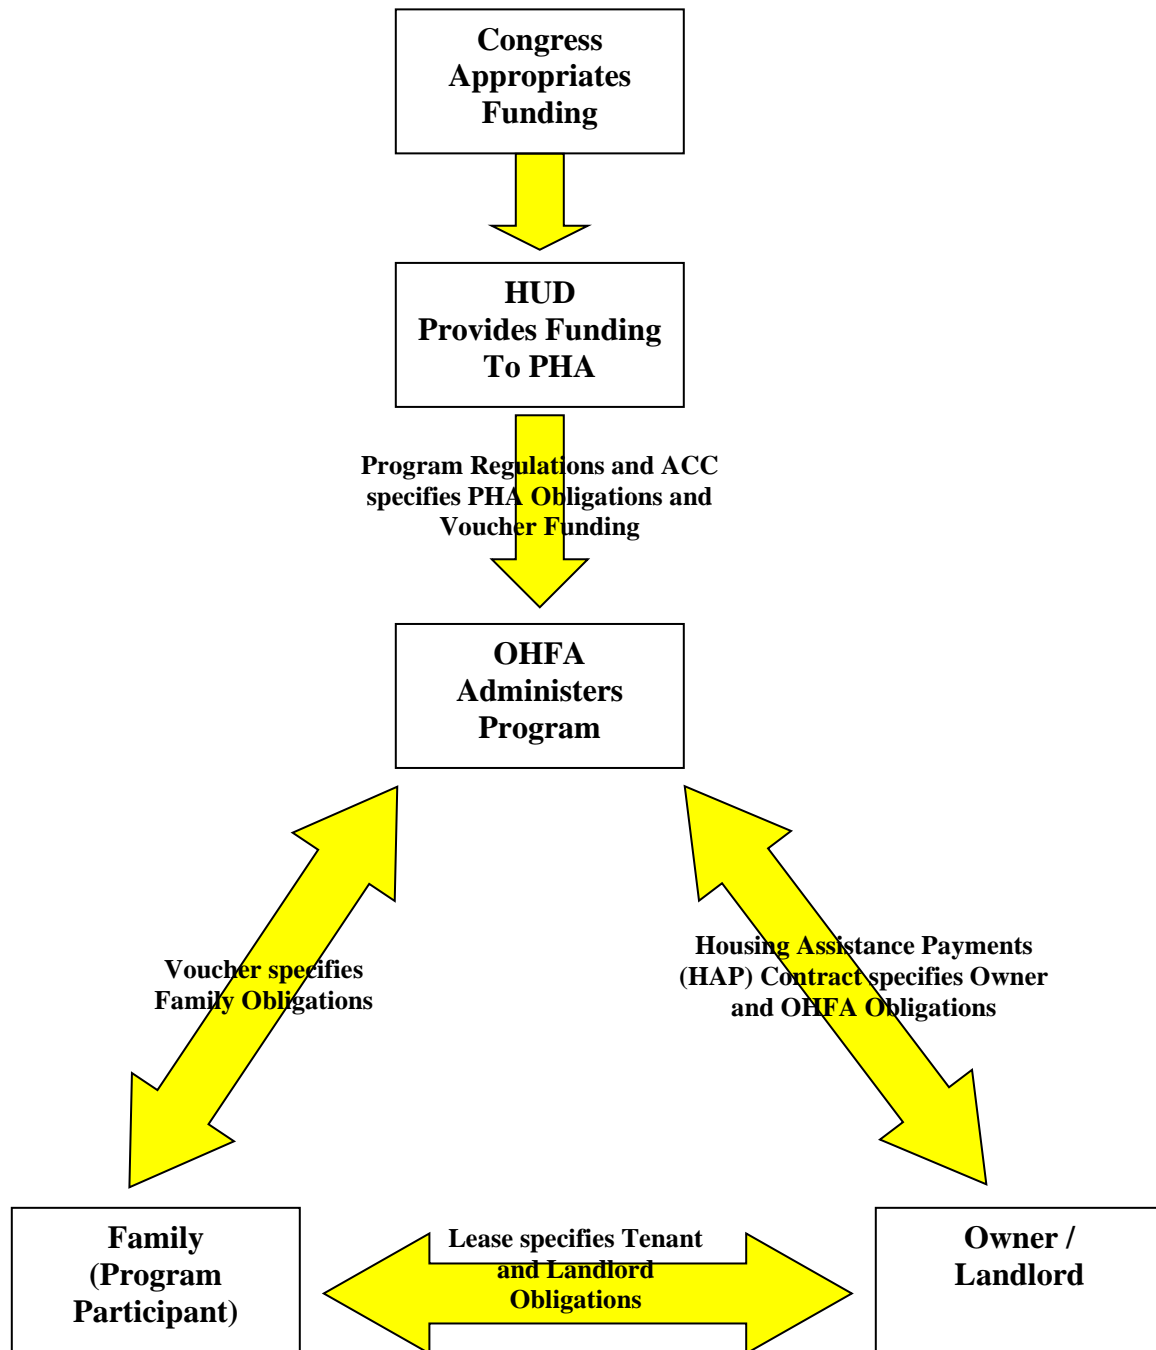 Congress
Appropriates
Funding
HUD
Provides Funding
To PHA
Program Regulations and ACC
specifies PHA Obligations and
Voucher Funding
OHFA
Administers
Program
Voucher specifies
Family Obligations
Housing Assistance Payments
(HAP) Contract specifies Owner
and OHFA Obligations
Family
(Program
Participant)
Lease specifies Tenant
and Landlord
Obligations
Owner /
Landlord